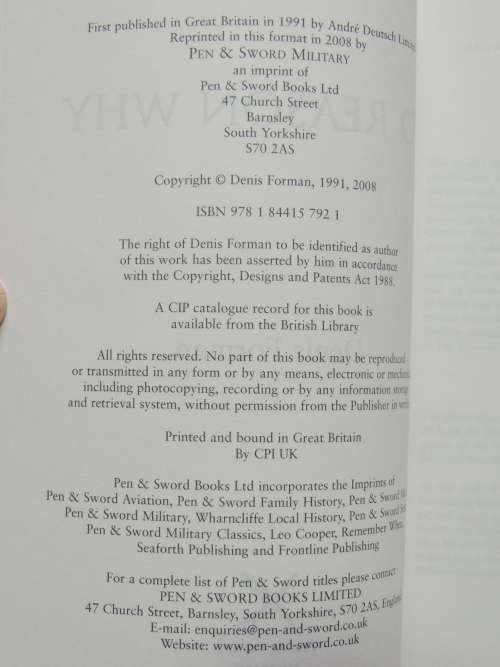 First published in Great Britain in 1991 by André Deutsch Limited
Reprinted in this format in 2008 by
PEN & SWORD MILITARY
an imprint of
Pen & Sword Books Ltd
47 Church Street
Barnsley
South Yorkshire
S70 2AS
Copyright © Denis Forman, 1991, 2008
ISBN 978 1 84415 792 1
The right of Denis Forman to be identified as author
of this work has been asserted by him in accordance
with the Copyright, Designs and Patents Act 1988.
A CIP catalogue record for this book is
available from the British Library
All rights reserved. No part of this book may be reproduced
or transmitted in any form or by any means, electronic or mechanical
including photocopying, recording or by any information storage
and retrieval system, without permission from the Publisher in
Printed and bound in Great Britain
By CPI UK
Pen & Sword Books Ltd incorporates the Imprints of
Pen & Sword Aviation, Pen & Sword Family History, Pen & Sword
Pen & Sword Military, Wharncliffe Local History, Pen & Sword
Pen & Sword Military Classics, Leo Cooper, Remember When,
Seaforth Publishing and Frontline Publishing
For a complete list of Pen & Sword titles please contact
PEN & SWORD BOOKS LIMITED
47 Church Street, Barnsley, South Yorkshire, S70 2AS, England
E-mail: enquiries@pen-and-sword.co.uk
Website: www.pen-and-sword.co.uk